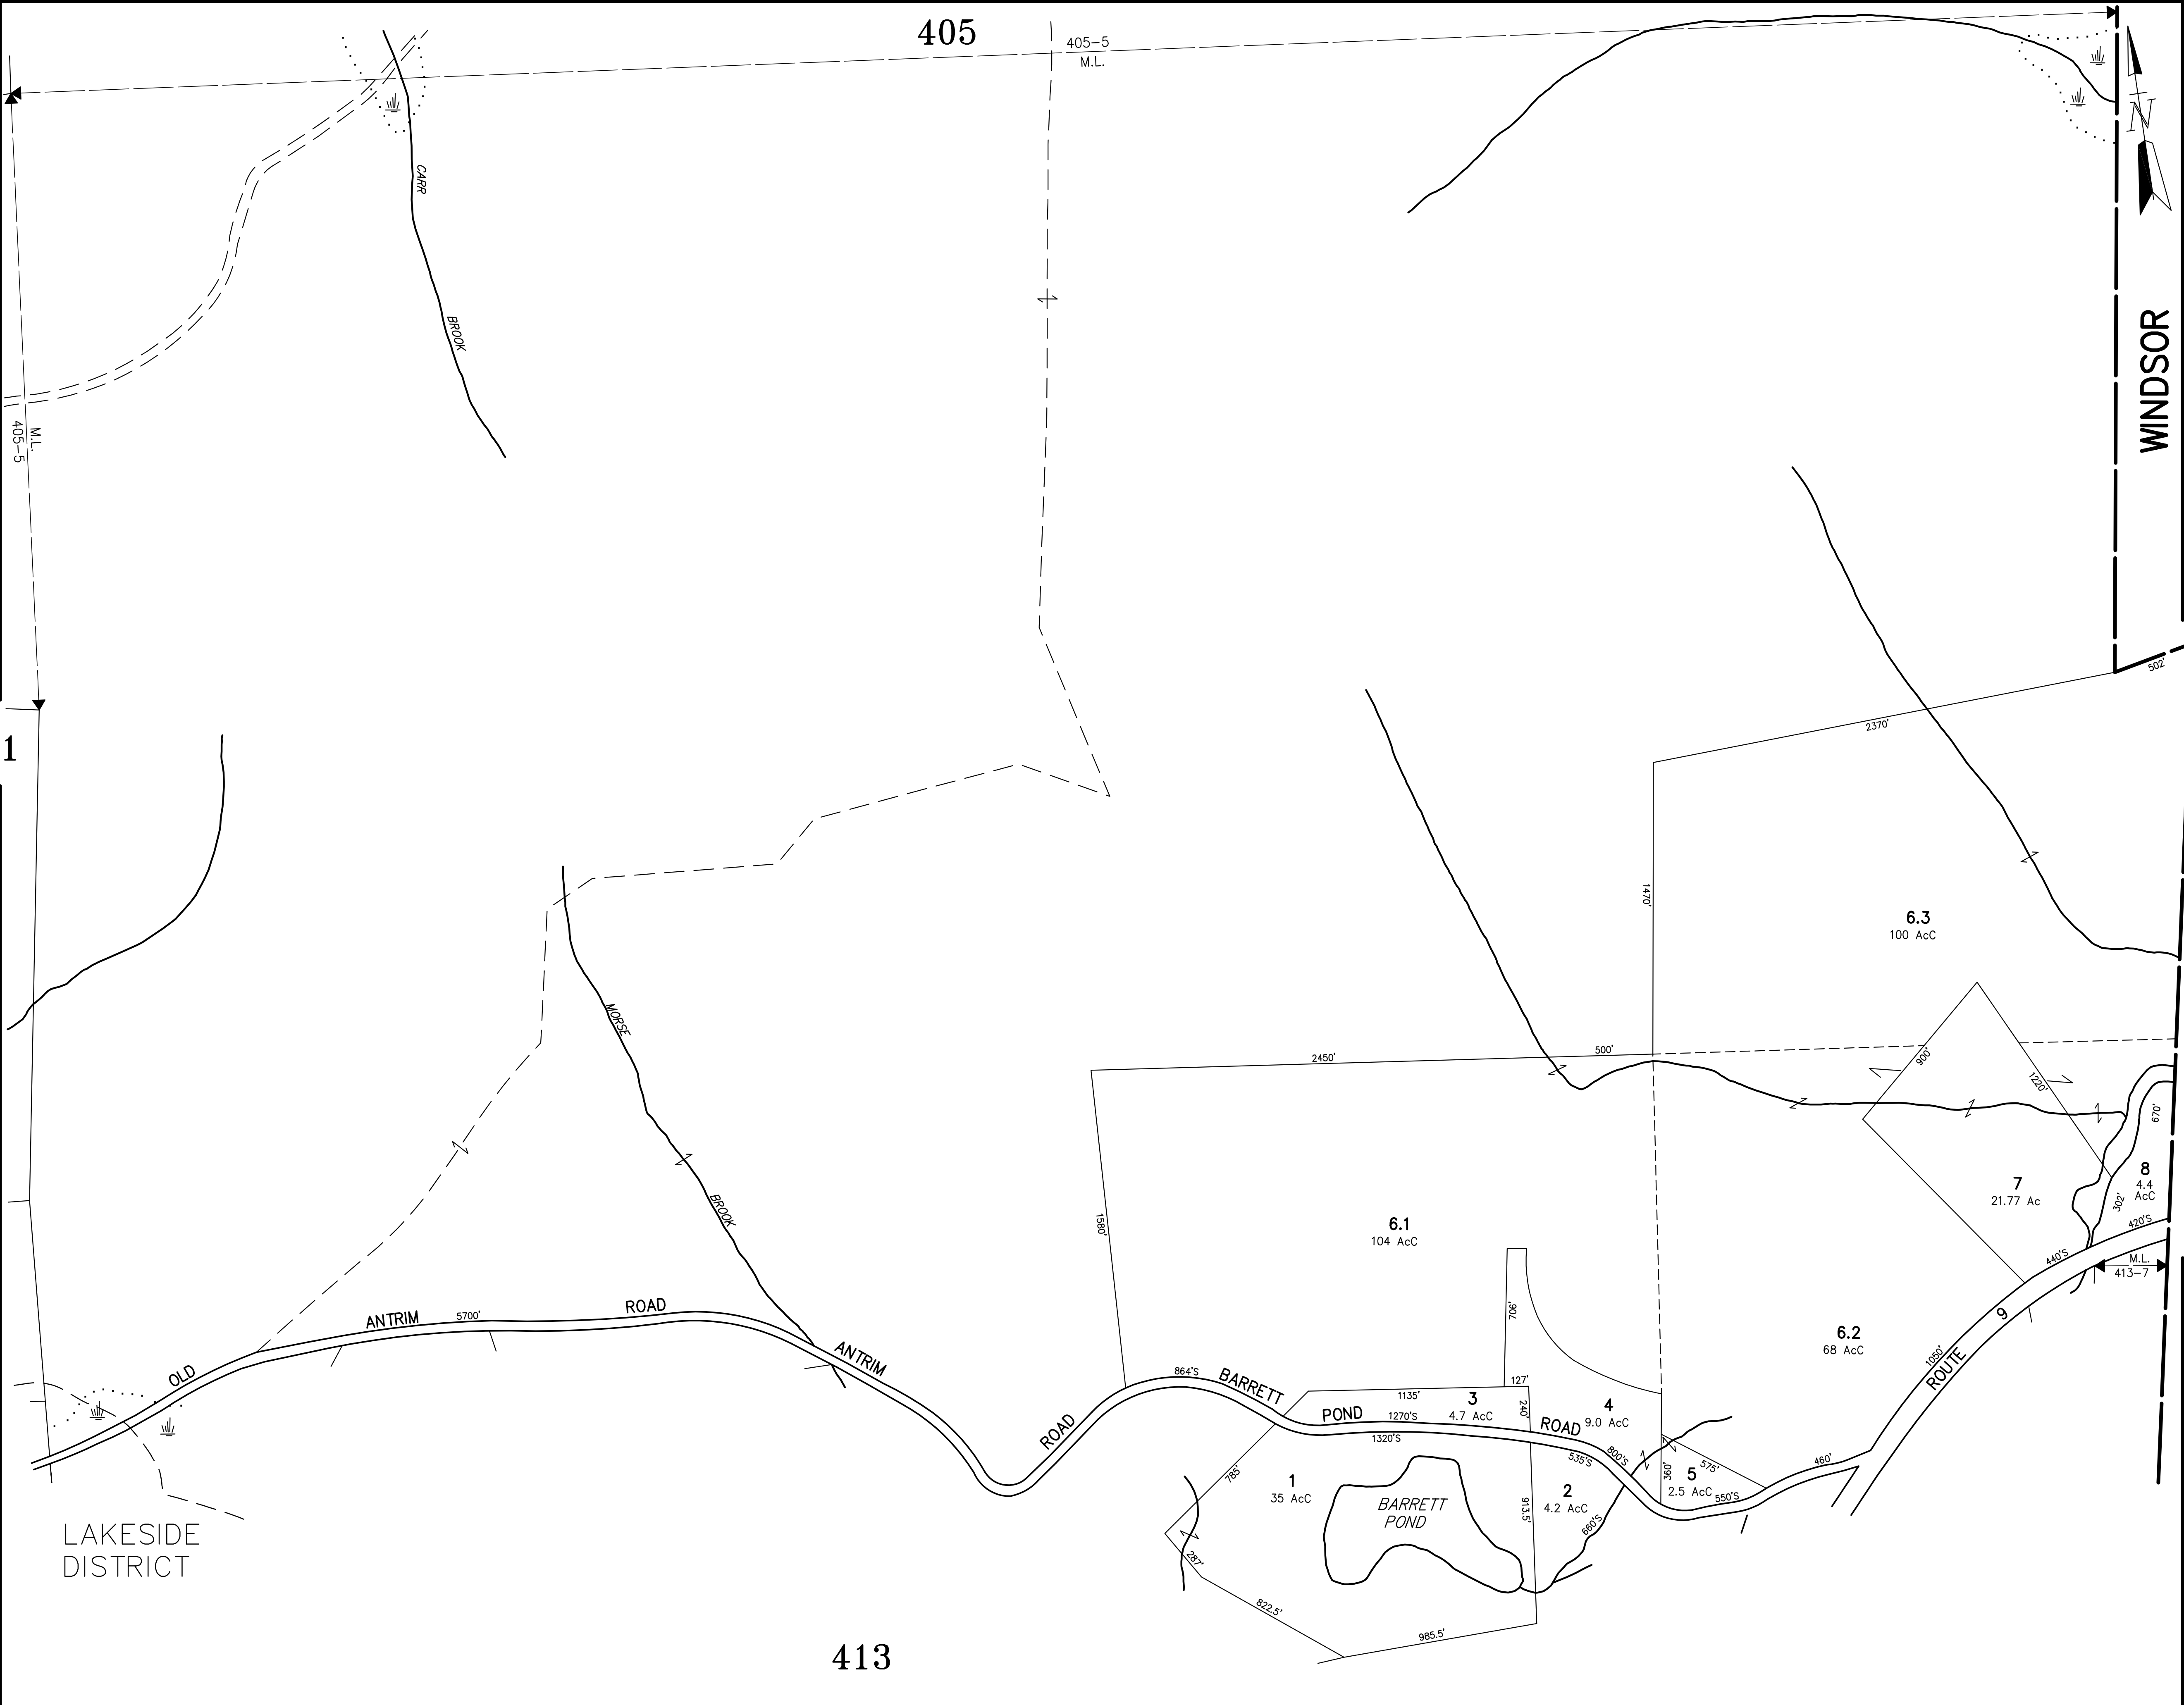 405
405-5
M.L.
N
WINDSOR
CARR
BROOK
M.L.
405-5
502'
2370'
1
1470'
6.3
100 AcC
MORSE
BROOK
2450'
500'
900'
1220'
670'
1580'
6.1
104 AcC
7
21.77 Ac
8
4.4
AcC
302'
420'S
440'S
M.L.
413-7
706'
6.2
68 AcC
1050'
ROUTE 9
OLD
ANTRIM
5700'
ROAD
ANTRIM
ROAD
864'S
BARRETT
POND
ROAD
1135'
127'
3
4.7 AcC
240'
1270'S
1320'S
4
9.0 AcC
535'S
800'S
360'
575'
460'
5
2.5 AcC
550'S
785'
1
35 AcC
BARRETT
POND
913.5'
2
4.2 AcC
660'S
287'
822.5'
985.5'
LAKESIDE
DISTRICT
413